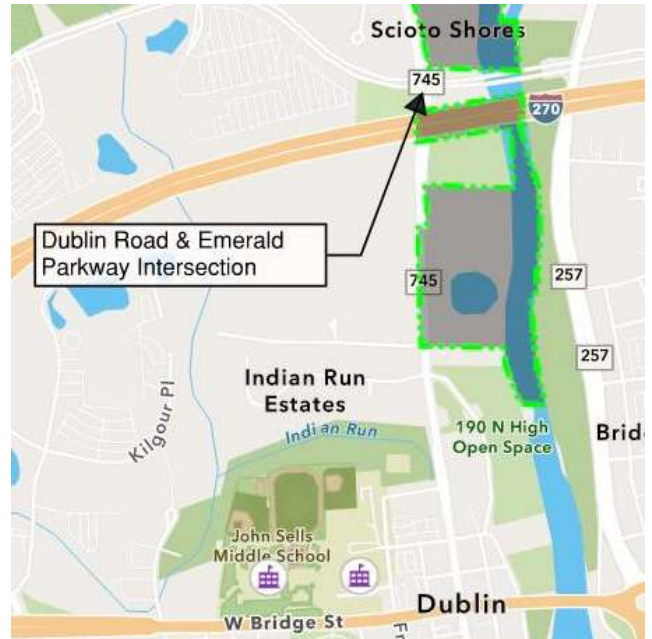 Scioto Shores
745
270
Dublin Road & Emerald
Parkway Intersection
745
257
257
Indian Run
Estates
Kilgour Pl
Indian Run
190 N High
Open Space
Brid
John Sells
Middle School
Dublin
W Bridge St
Fr